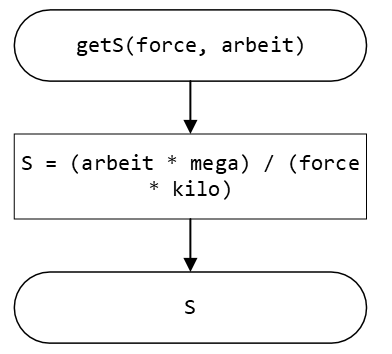 getS(force, arbeit)
S = (arbeit * mega) / (force
* kilo)
S